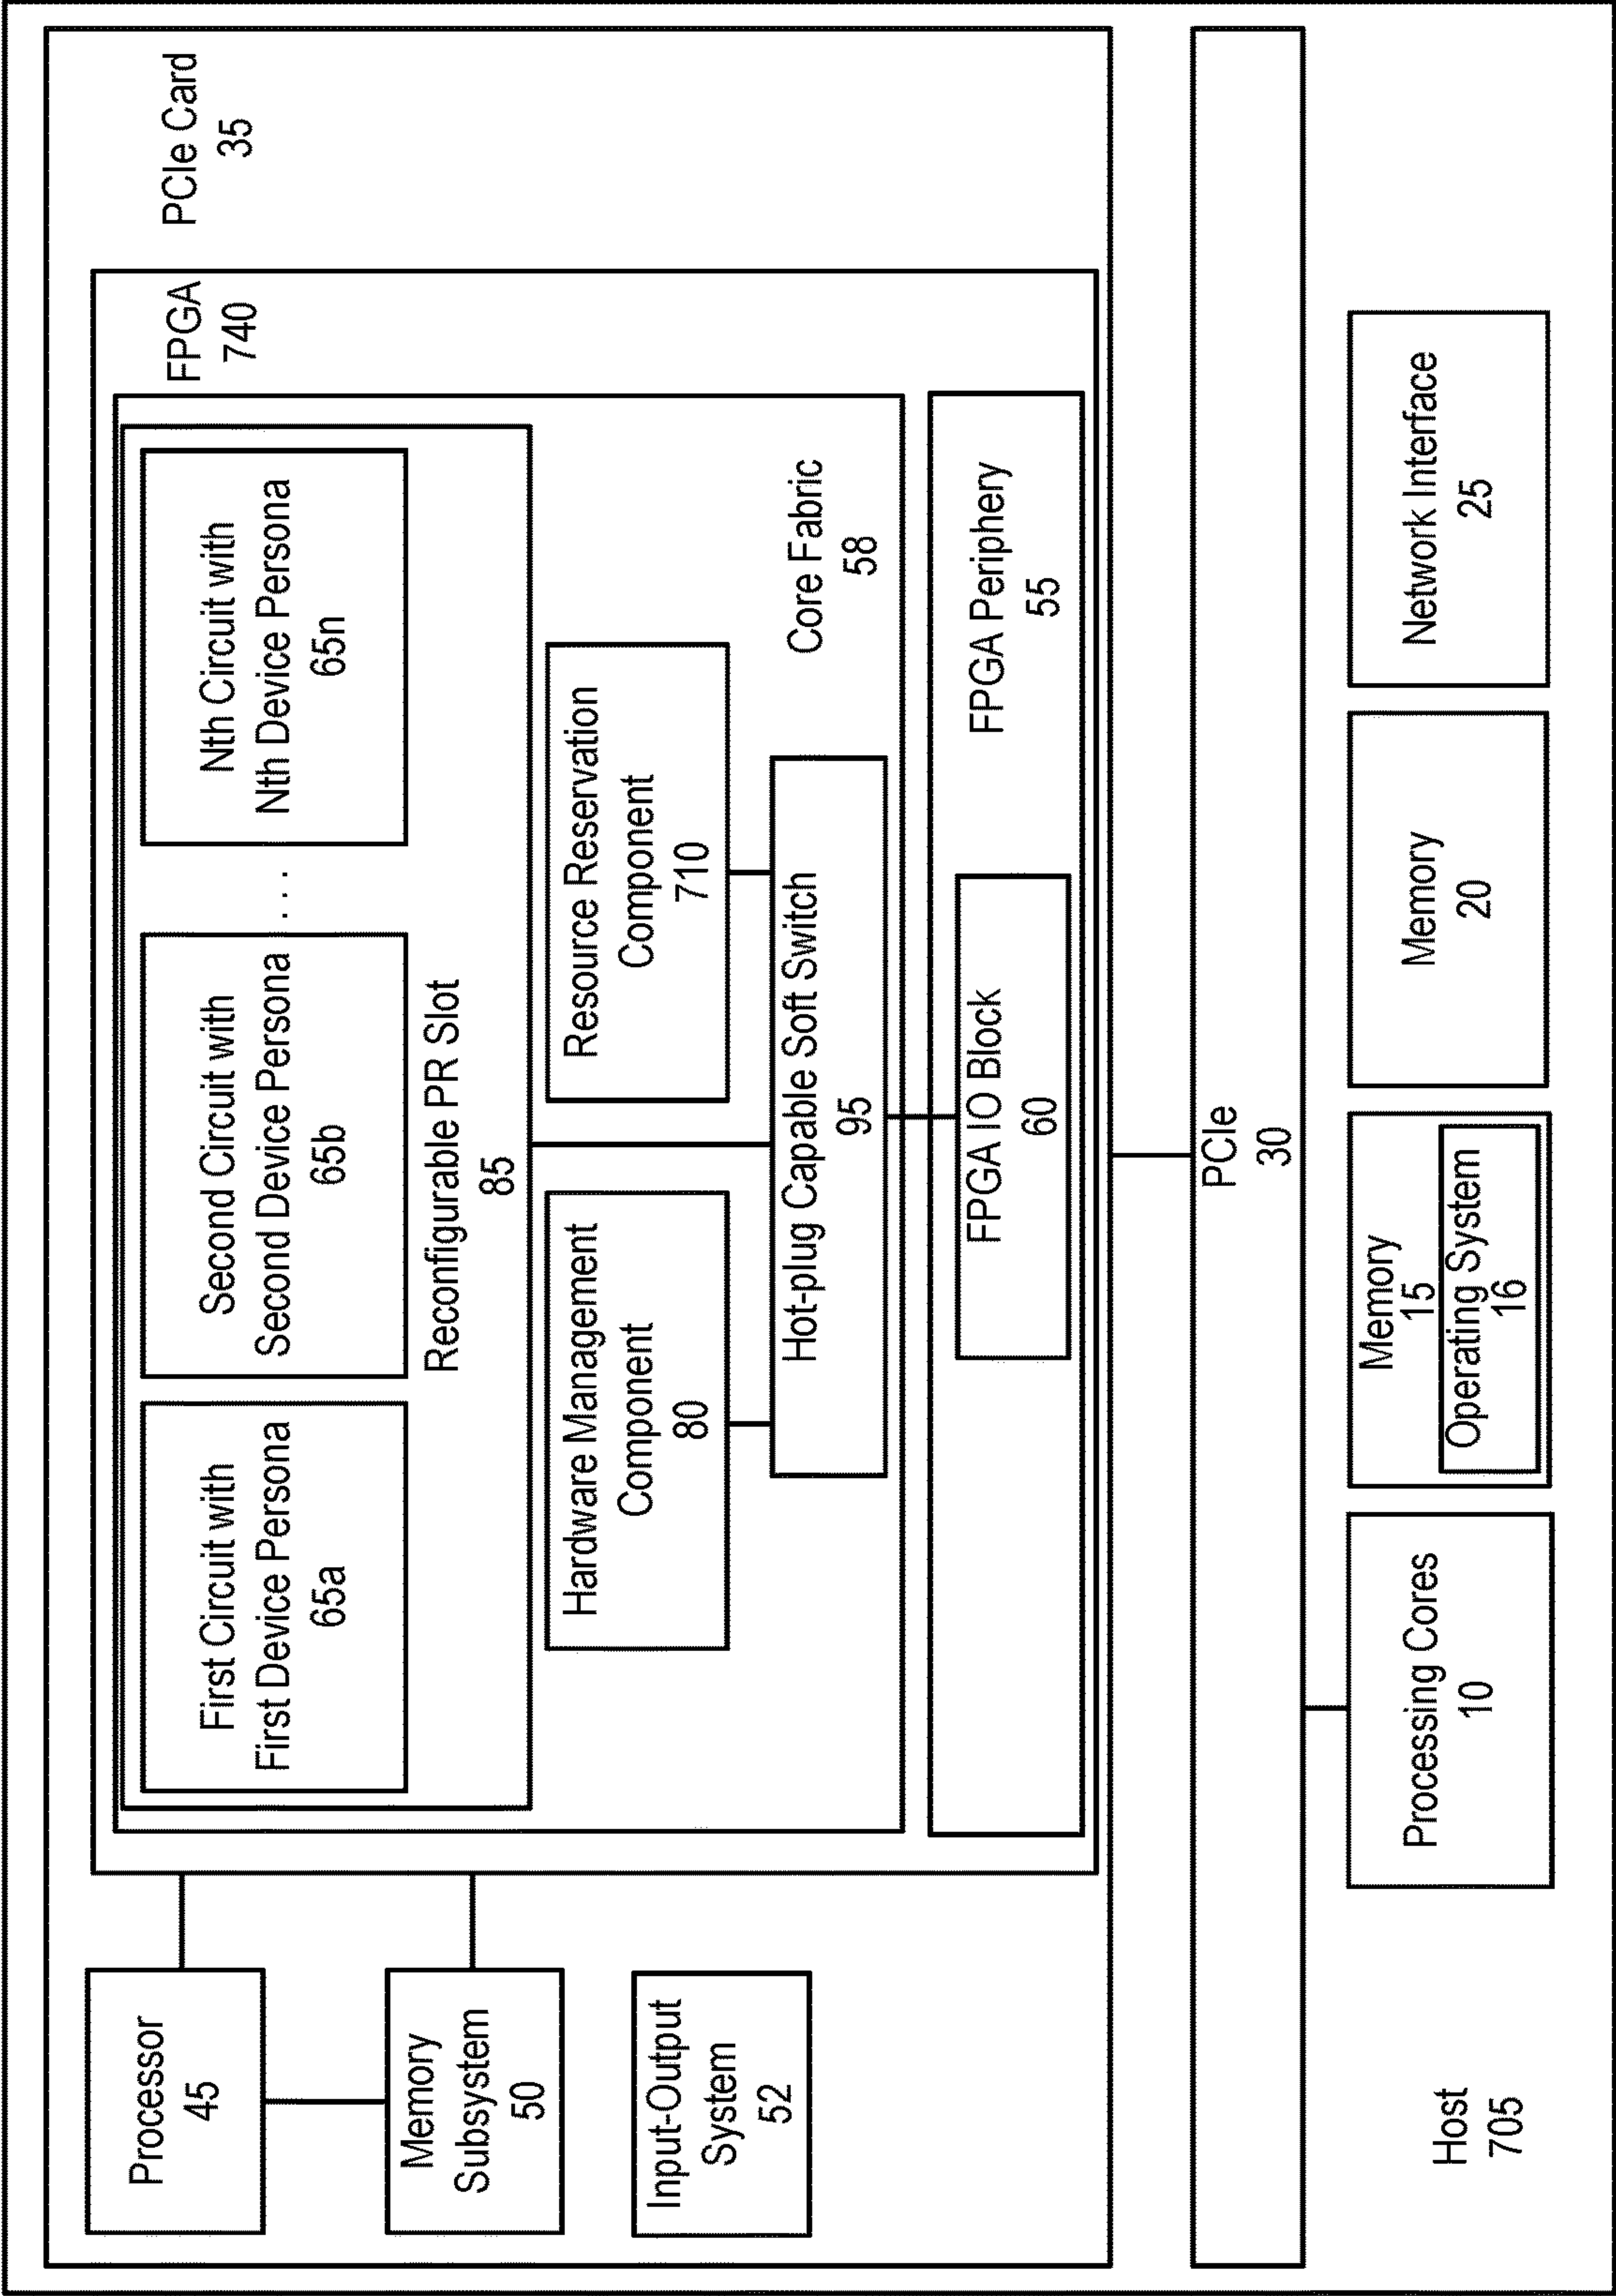 Processor
45
Memory
Subsystem
50
Input-Output
System
52
PCIe Card
35
FPGA
740
First Circuit with
First Device Persona
65a
Second Circuit with
Second Device Persona
65b
. . .
Nth Circuit with
Nth Device Persona
65n
Reconfigurable PR Slot
85
Hardware Management
Component
80
Resource Reservation
Component
710
Hot-plug Capable Soft Switch
95
Core Fabric
58
FPGA IO Block
60
FPGA Periphery
55
PCIe
30
Host
705
Processing Cores
10
Memory
15
Operating System
16
Memory
20
Network Interface
25